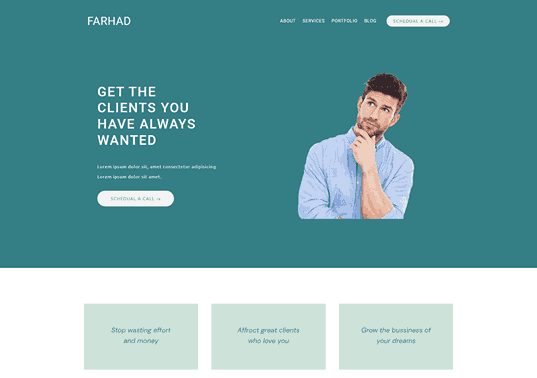 FARHAD
ABOUT SERVICES PORTFOLIO BLOG SCHEDUAL A CALL →
GET THE
CLIENTS YOU
HAVE ALWAYS
WANTED
Lorem ipsum dolor sit, amet consectetur adipisicing
Lorem ipsum dolor sit amet.
SCHEDUAL A CALL →
Stop wasting effort
and money
Attract great clients
who love you
Grow the bussiness of
your dreams